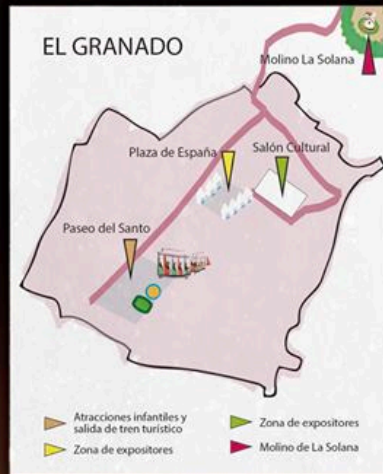 EL GRANADO
Molino La Solana
Plaza de España
Salón Cultural
Paseo del Santo
Atracciones infantiles y
salida de tren turístico
Zona de expositores
Zona de expositores
Molino de La Solana